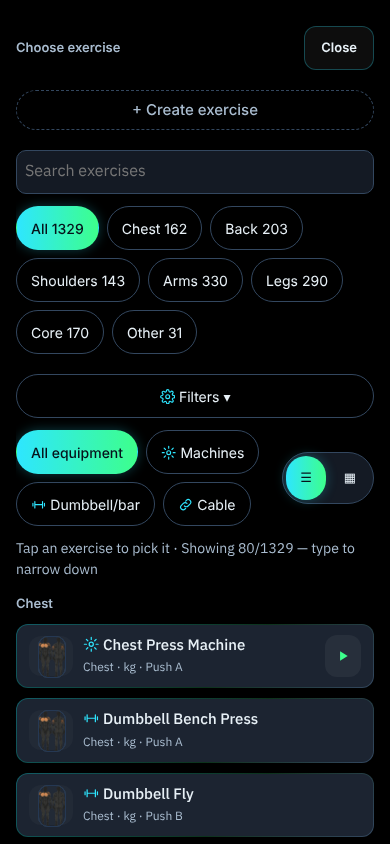 Choose exercise
Close
+ Create exercise
Search exercises
All 1329
Chest 162
Back 203
Shoulders 143
Arms 330
Legs 290
Core 170
Other 31
Filters ▾
All equipment
Machines
Dumbbell/bar
Cable
Tap an exercise to pick it · Showing 80/1329 — type to
narrow down
Chest
Chest Press Machine
Chest · kg · Push A
Dumbbell Bench Press
Chest · kg · Push A
Dumbbell Fly
Chest · kg · Push B